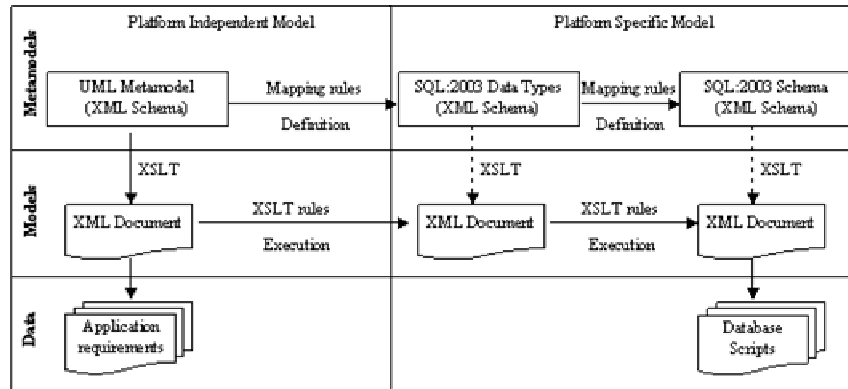 Platform Independent Model
Platform Specific Model
Metamodels
UML Metamodel
(XML Schema)
Mapping rules
Definition
SQL:2003 Data Types
(XML Schema)
Mapping rules
Definition
SQL:2003 Schema
(XML Schema)
XSLT
XSLT
XSLT
Models
XML Document
XSLT rules
Execution
XML Document
XSLT rules
Execution
XML Document
Data
Application
requirements
Database
Scripts